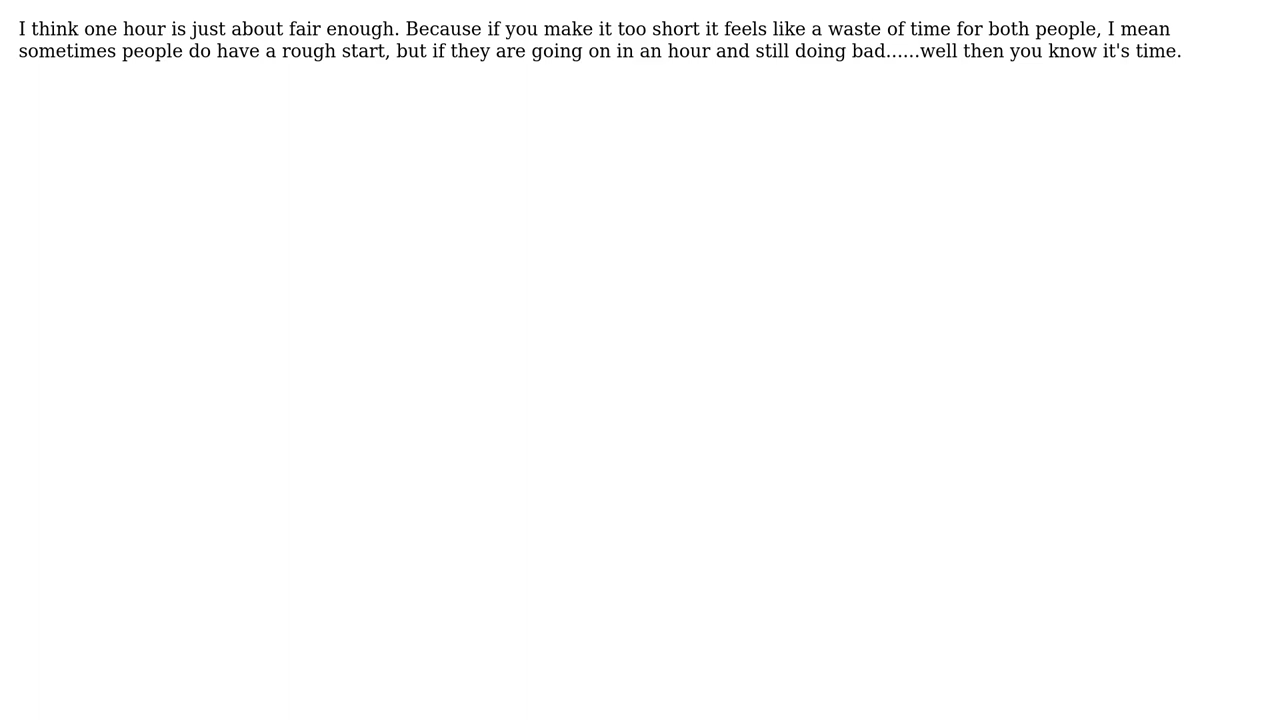 I think one hour is just about fair enough. Because if you make it too short it feels like a waste of time for both people, I mean
sometimes people do have a rough start, but if they are going on in an hour and still doing bad......well then you know it's time.